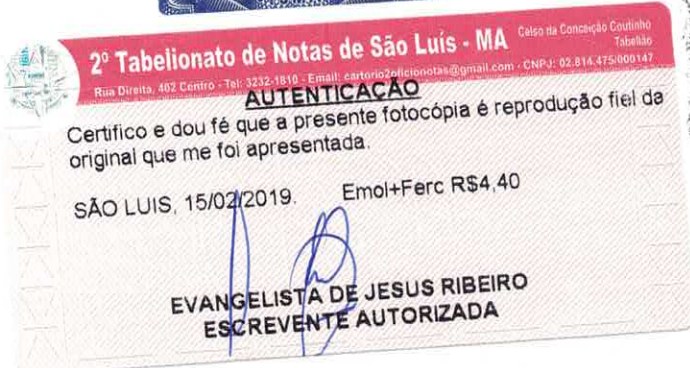 2º Tabelionato de Notas de São Luís - MA
Celso da Conceição Coutinho
Tabelião
Rua Direita, 402 Centro - Tel: 3232-1810 - Email: cartorio2oficionotas@gmail.com - CNPJ: 02.814.475/000147
AUTENTICAÇÃO
Certifico e dou fé que a presente fotocópia é reprodução fiel da
original que me foi apresentada.
SÃO LUIS, 15/02/2019. Emol+Ferc R$4,40
EVANGELISTA DE JESUS RIBEIRO
ESCREVENTE AUTORIZADA